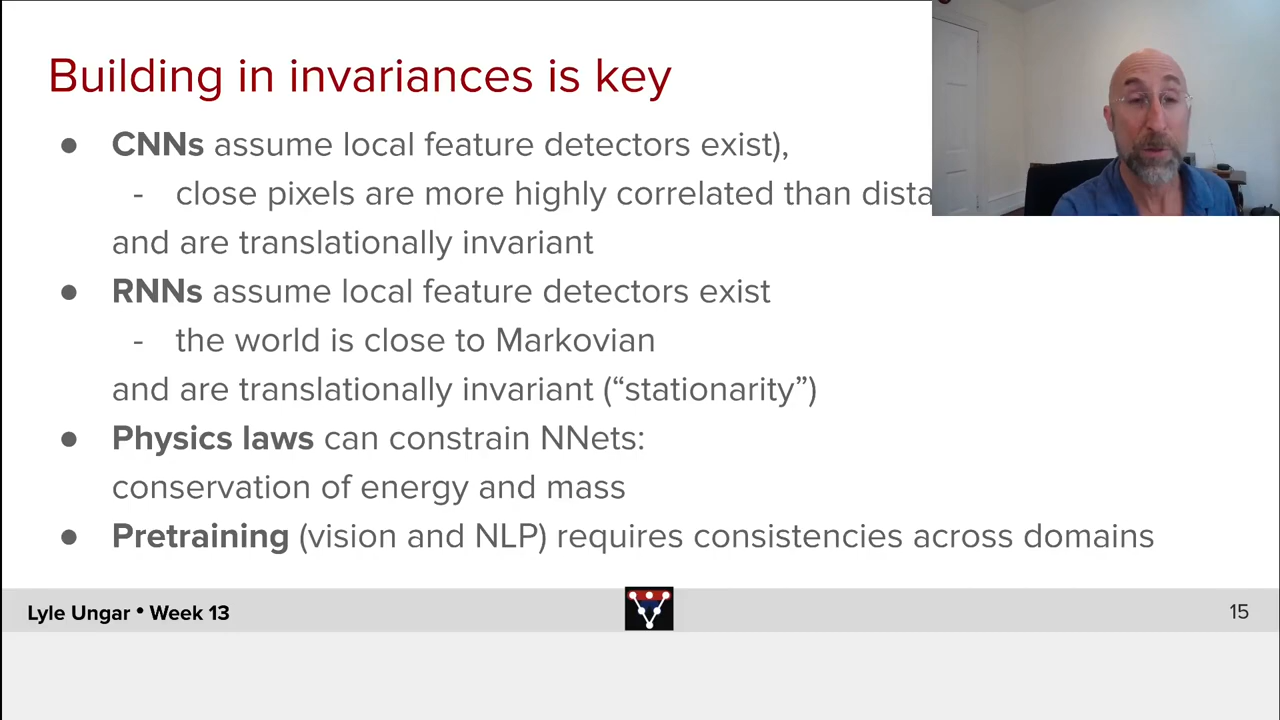 Building in invariances is key
● CNNs assume local feature detectors exist),
- close pixels are more highly correlated than
and are translationally invariant
● RNNs assume local feature detectors exist
- the world is close to Markovian
and are translationally invariant (“stationarity”)
● Physics laws can constrain NNets:
conservation of energy and mass
● Pretraining (vision and NLP) requires consistencies across domains
Lyle Ungar • Week 13
15